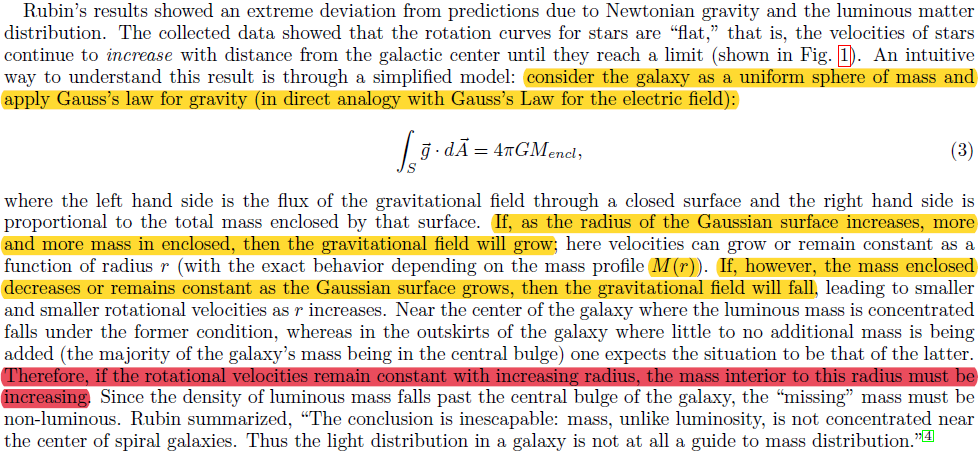 Rubin's results showed an extreme deviation from predictions due to Newtonian gravity and the luminous matter
distribution. The collected data showed that the rotation curves for stars are “flat,” that is, the velocities of stars
continue to increase with distance from the galactic center until they reach a limit (shown in Fig. 1). An intuitive
way to understand this result is through a simplified model: consider the galaxy as a uniform sphere of mass and
apply Gauss's law for gravity (in direct analogy with Gauss's Law for the electric field):
∫_S g⃗ · dA⃗ = 4πGM_encl, (3)
where the left hand side is the flux of the gravitational field through a closed surface and the right hand side is
proportional to the total mass enclosed by that surface. If, as the radius of the Gaussian surface increases, more
and more mass in enclosed, then the gravitational field will grow; here velocities can grow or remain constant as a
function of radius r (with the exact behavior depending on the mass profile M(r)). If, however, the mass enclosed
decreases or remains constant as the Gaussian surface grows, then the gravitational field will fall, leading to smaller
and smaller rotational velocities as r increases. Near the center of the galaxy where the luminous mass is concentrated
falls under the former condition, whereas in the outskirts of the galaxy where little to no additional mass is being
added (the majority of the galaxy's mass being in the central bulge) one expects the situation to be that of the latter.
Therefore, if the rotational velocities remain constant with increasing radius, the mass interior to this radius must be
increasing. Since the density of luminous mass falls past the central bulge of the galaxy, the “missing” mass must be
non-luminous. Rubin summarized, “The conclusion is inescapable: mass, unlike luminosity, is not concentrated near
the center of spiral galaxies. Thus the light distribution in a galaxy is not at all a guide to mass distribution.”4